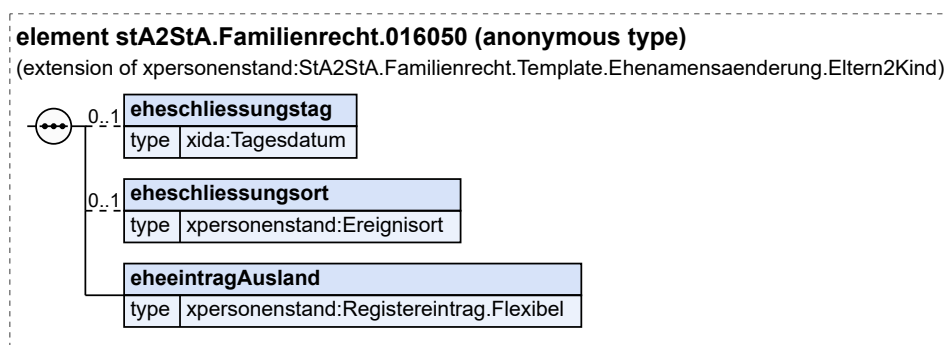 element stA2StA.Familienrecht.016050 (anonymous type)
(extension of xpersonenstand:StA2StA.Familienrecht.Template.Ehenamensaenderung.Eltern2Kind)
0..1 eheschliessungstag
type xida:Tagesdatum
0..1 eheschliessungsort
type xpersonenstand:Ereignisort
eheeintragAusland
type xpersonenstand:Registereintrag.Flexibel